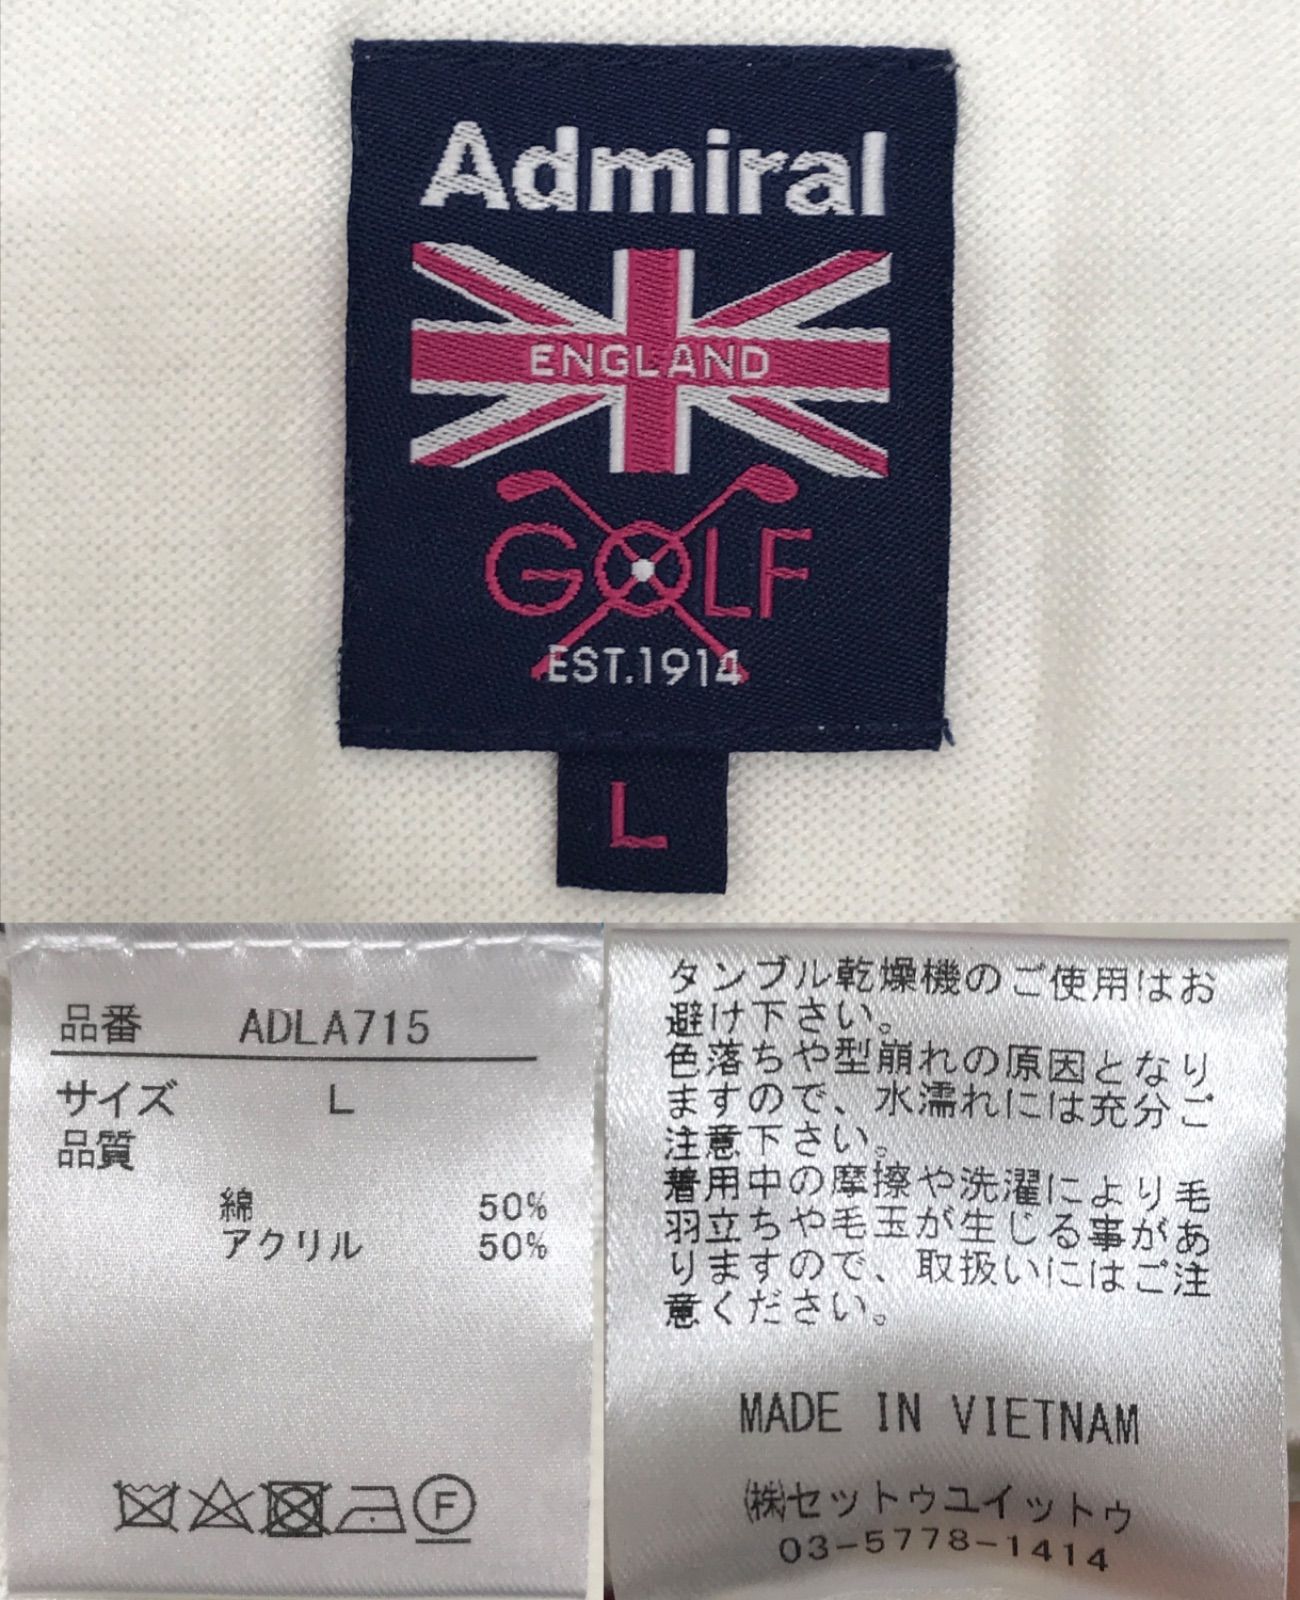 Admiral
ENGLAND
GOLF
EST.1914
L
品番 ADLA715
サイズ L
品質
綿 50%
アクリル 50%
F
タンブル乾燥機のご使用はお
避け下さい。
色落ちや型崩れの原因となり
ますので、水濡れには充分ご
注意下さい。
着用中の摩擦や洗濯により毛
羽立ちや毛玉が生じる事があ
りますので、取扱いにはご注
意ください。
MADE IN VIETNAM
㈱セットゥユイットゥ
03-5778-1414